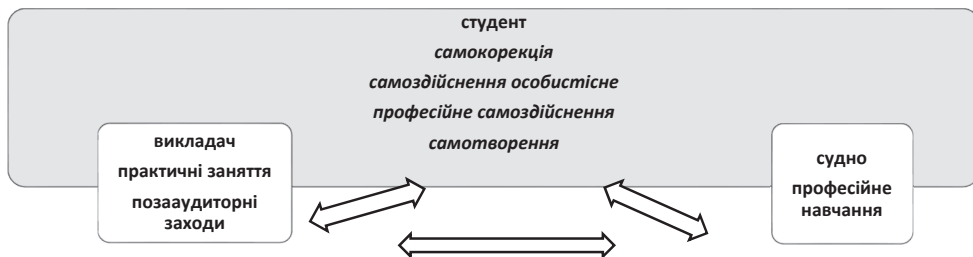 студент
самокорекція
самоздійснення особистісне
професійне самоздійснення
самотворення
викладач
практичні заняття
позааудиторні
заходи
судно
професійне
навчання